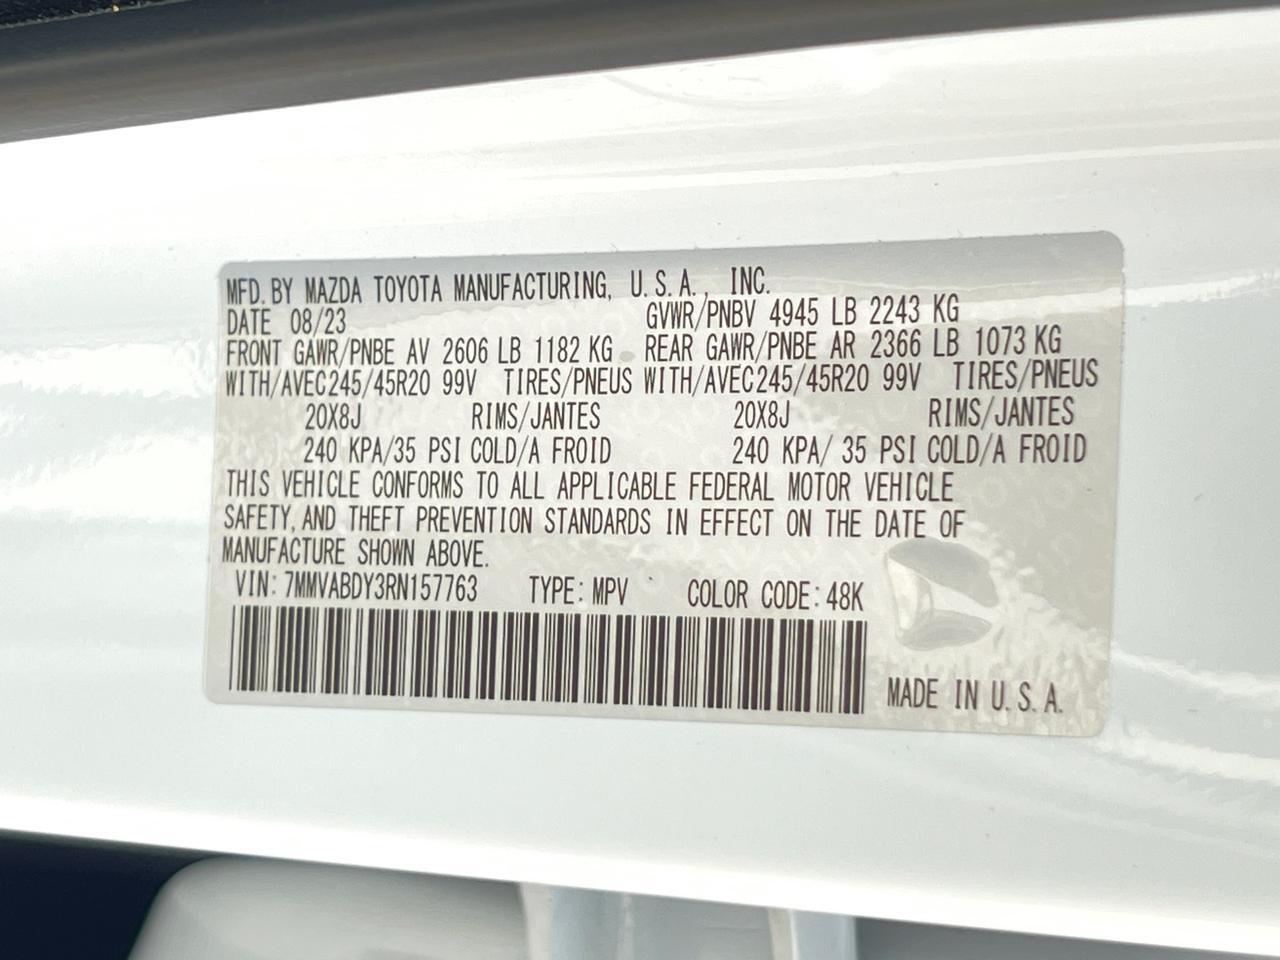 MFD. BY MAZDA TOYOTA MANUFACTURING, U.S.A., INC.
DATE 08/23 GVWR/PNBV 4945 LB 2243 KG
FRONT GAWR/PNBE AV 2606 LB 1182 KG REAR GAWR/PNBE AR 2366 LB 1073 KG
WITH/AVEC245/45R20 99V TIRES/PNEUS WITH/AVEC245/45R20 99V TIRES/PNEUS
20X8J RIMS/JANTES 20X8J RIMS/JANTES
240 KPA/35 PSI COLD/A FROID 240 KPA/ 35 PSI COLD/A FROID
THIS VEHICLE CONFORMS TO ALL APPLICABLE FEDERAL MOTOR VEHICLE
SAFETY, AND THEFT PREVENTION STANDARDS IN EFFECT ON THE DATE OF
MANUFACTURE SHOWN ABOVE.
VIN: 7MMVABDY3RN157763 TYPE: MPV COLOR CODE: 48K
MADE IN U.S.A.